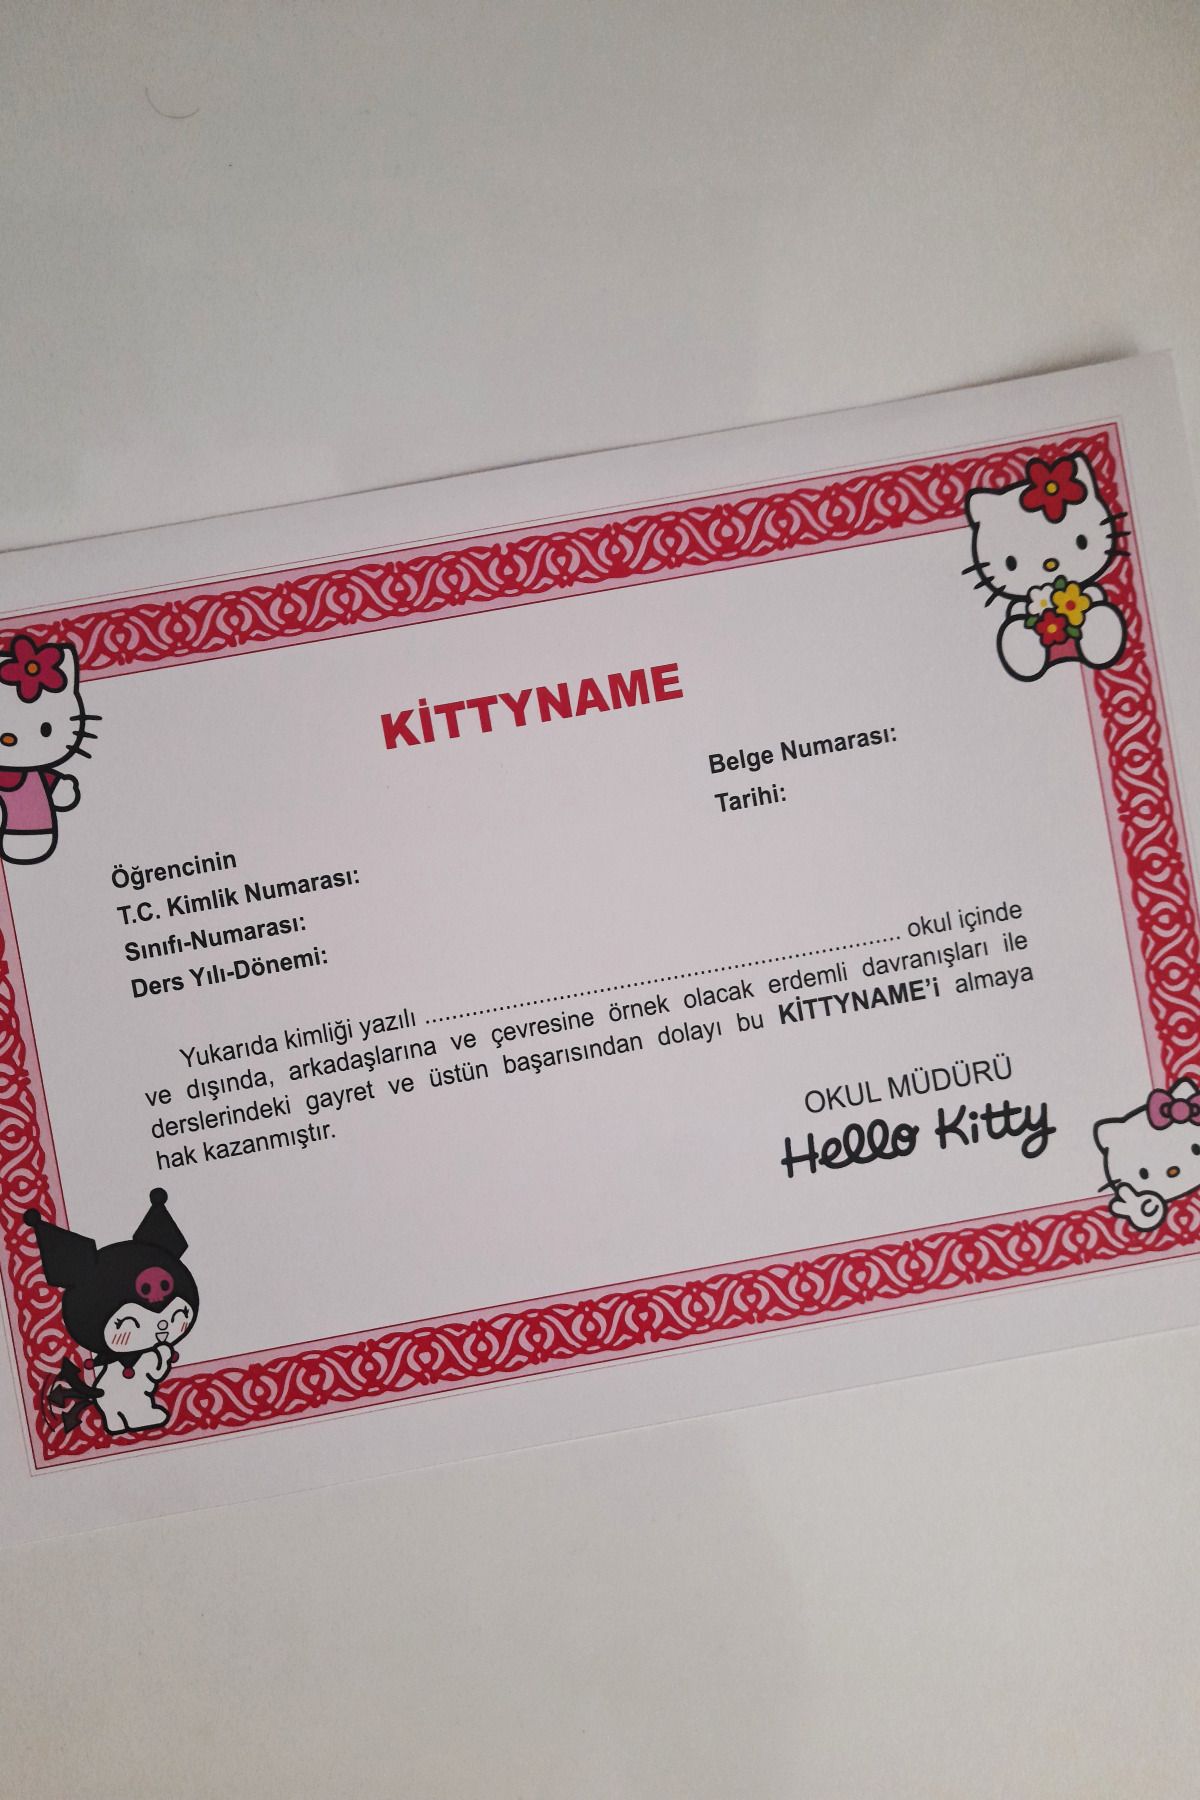 KİTTYNAME
Belge Numarası:
Tarihi:
Öğrencinin
T.C. Kimlik Numarası:
Sınıfı-Numarası:
Ders Yılı-Dönemi:
Yukarıda kimliği yazılı ........................................................................ okul içinde
ve dışında, arkadaşlarına ve çevresine örnek olacak erdemli davranışları ile
derslerindeki gayret ve üstün başarısından dolayı bu KİTTYNAME'i almaya
hak kazanmıştır.
OKUL MÜDÜRÜ
Hello Kitty